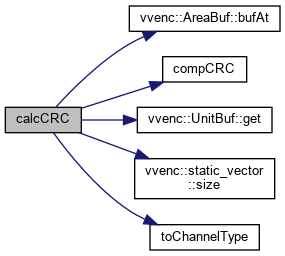 vvenc::AreaBuf::bufAt
compCRC
calcCRC
vvenc::UnitBuf::get
vvenc::static_vector
::size
toChannelType